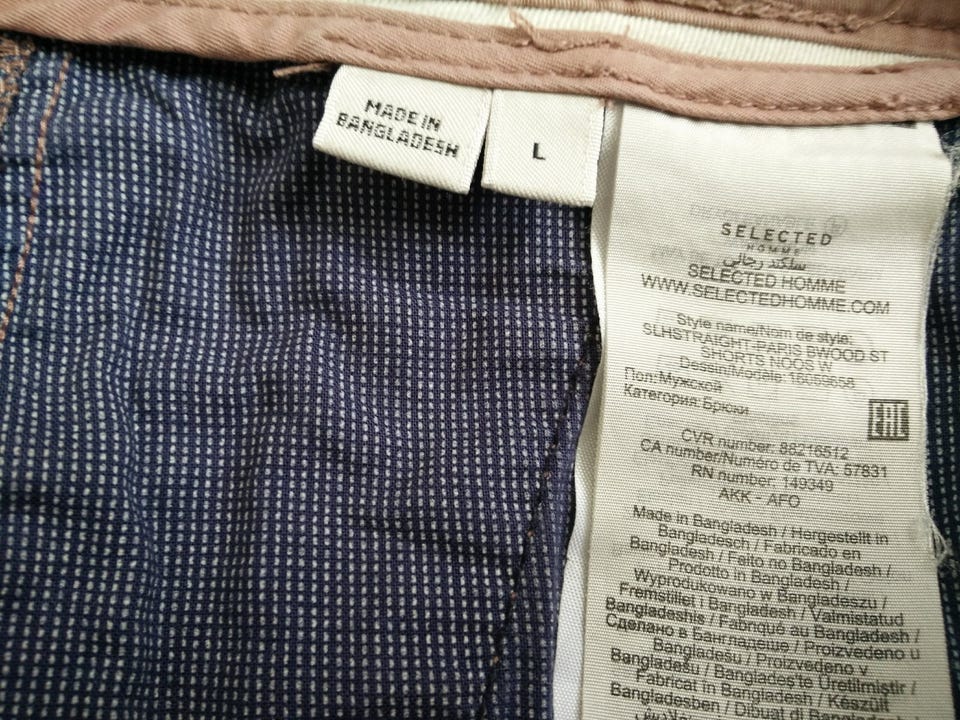 MADE IN
BANGLADESH
L
SELECTED
HOMME
سلكتد رجالي
SELECTED HOMME
WWW.SELECTEDHOMME.COM
Style name/Nom de style:
SLHSTRAIGHT-PARIS BWOOD ST
SHORTS NOOS W
Dessin/Modèle: 16059658
Пол: Мужской
Категория: Брюки
EAC
CVR number: 88216512
CA number/Numéro de TVA: 57831
RN number: 149349
AKK - AFO
Made in Bangladesh / Hergestellt in
Bangladesch / Fabricado en
Bangladesh / Feito no Bangladesh /
Prodotto in Bangladesh /
Wyprodukowano w Bangladeszu /
Fremstillet i Bangladesh / Valmistatud
Bangladeshis / Fabriqué au Bangladesh /
Сделано в Бангладеше / Proizvedeno u
Bangladešu / Proizvedeno v
Bangladešu / Bangladeş'te Üretilmiştir /
Fabricat in Bangladesh / Készült
Bangladesben / Dibuat di Bangladesh